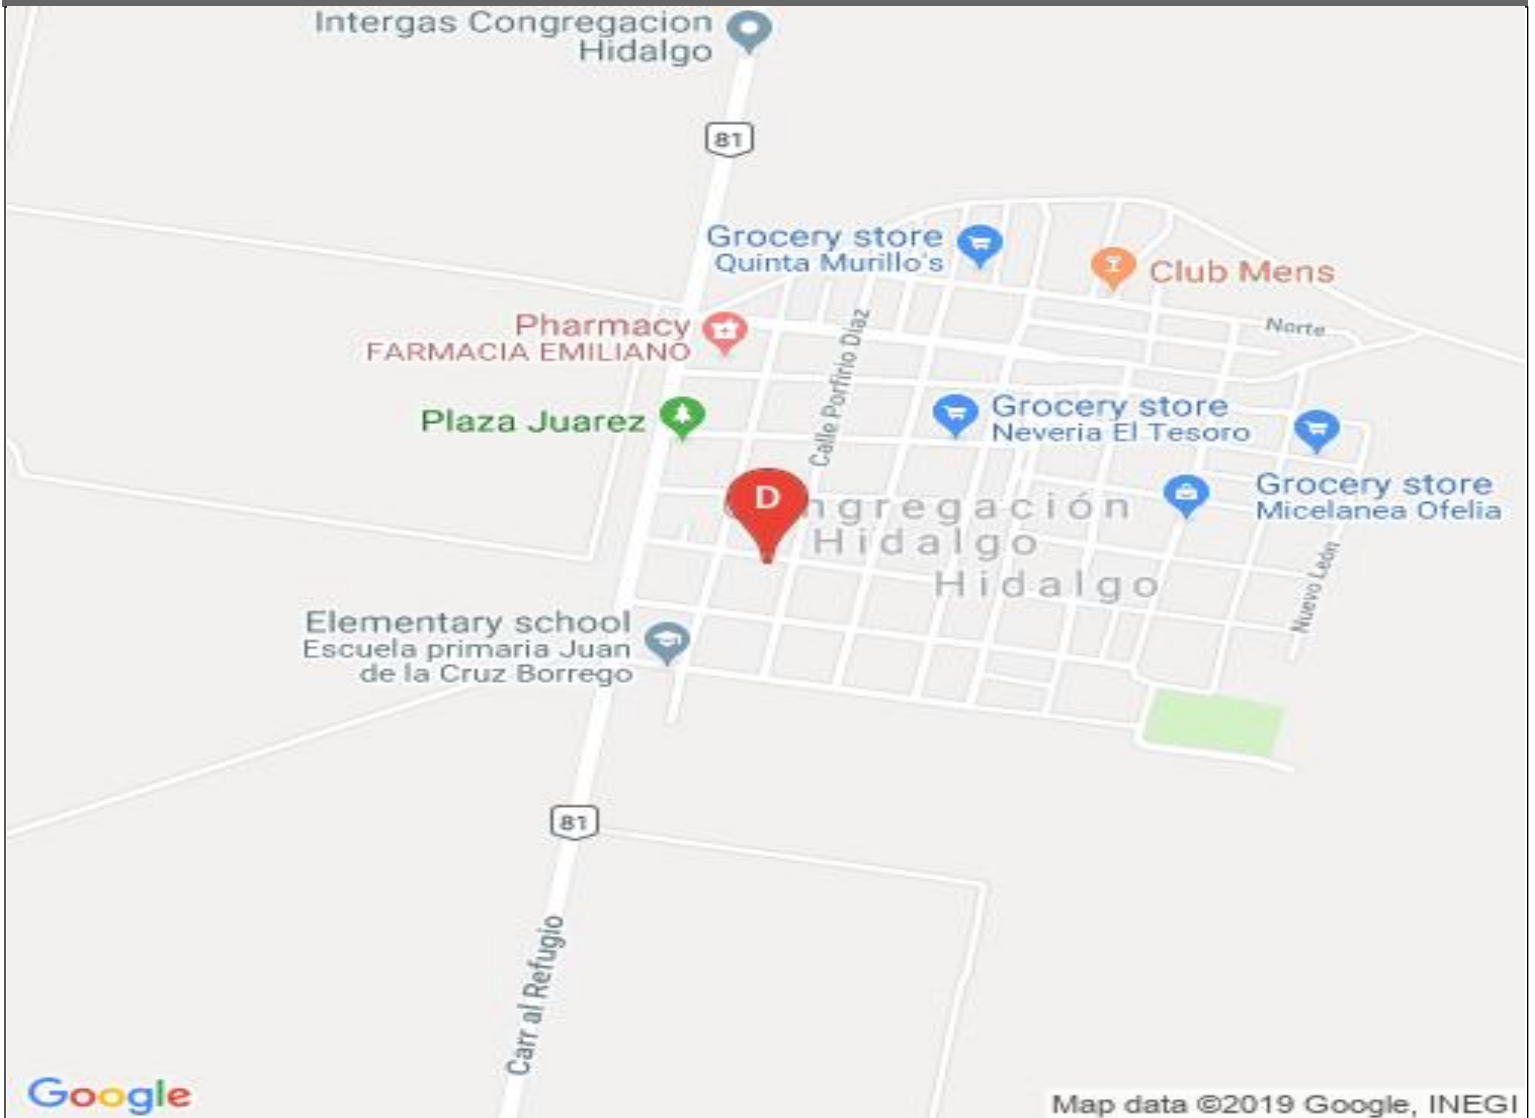 Intergas Congregacion
Hidalgo
81
Grocery store
Quinta Murillo's
Club Mens
Norte
Pharmacy
FARMACIA EMILIANO
Calle Porfirio Díaz
Plaza Juarez
Grocery store
Neveria El Tesoro
Grocery store
Micelanea Ofelia
D
ngregación
Hidalgo
Hidalgo
Nuevo León
Elementary school
Escuela primaria Juan
de la Cruz Borrego
81
Carr al Refugio
Google
Map data ©2019 Google, INEGI